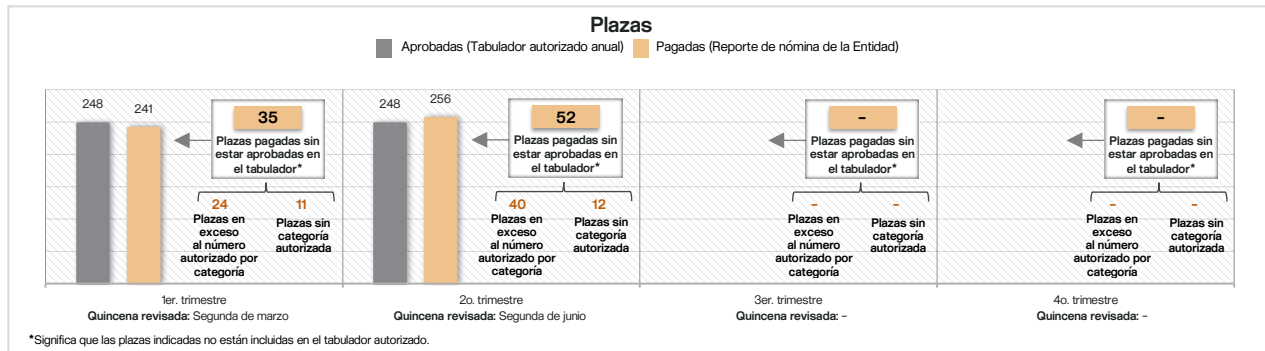 Plazas
Aprobadas (Tabulador autorizado anual) Pagadas (Reporte de nómina de la Entidad)
248
241
35
Plazas pagadas sin
estar aprobadas en
el tabulador*
24
Plazas en
exceso
al número
autorizado por
categoría
11
Plazas sin
categoría
autorizada
1er. trimestre
Quincena revisada: Segunda de marzo
248
256
52
Plazas pagadas sin
estar aprobadas en
el tabulador*
40
Plazas en
exceso
al número
autorizado por
categoría
12
Plazas sin
categoría
autorizada
2o. trimestre
Quincena revisada: Segunda de junio
-
Plazas pagadas sin
estar aprobadas en
el tabulador*
-
Plazas en
exceso
al número
autorizado por
categoría
-
Plazas sin
categoría
autorizada
3er. trimestre
Quincena revisada: -
-
Plazas pagadas sin
estar aprobadas en
el tabulador*
-
Plazas en
exceso
al número
autorizado por
categoría
-
Plazas sin
categoría
autorizada
4o. trimestre
Quincena revisada: -
*Significa que las plazas indicadas no están incluidas en el tabulador autorizado.